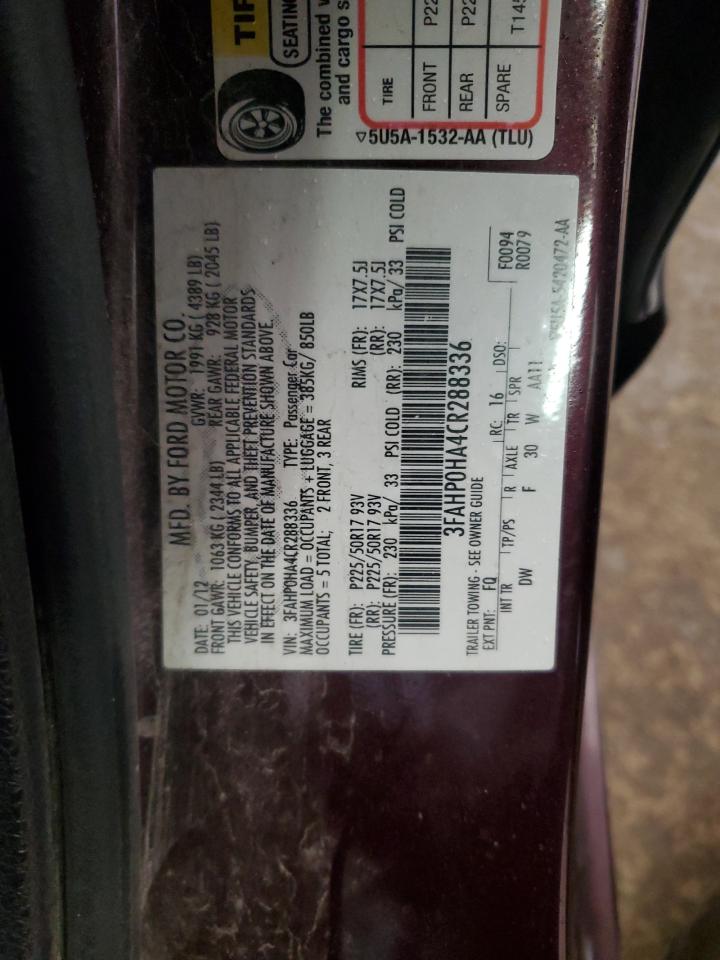 TIR
SEATING
The combined w
and cargo s
TIRE
FRONT P22
REAR P22
SPARE T145
5U5A-1532-AA (TLU)
MFD. BY FORD MOTOR CO.
DATE: 01/12 GVWR: 1991 KG ( 4389 LB)
FRONT GAWR: 1063 KG ( 2344 LB) REAR GAWR: 928 KG ( 2045 LB)
THIS VEHICLE CONFORMS TO ALL APPLICABLE FEDERAL MOTOR
VEHICLE SAFETY, BUMPER, AND THEFT PREVENTION STANDARDS
IN EFFECT ON THE DATE OF MANUFACTURE SHOWN ABOVE.
VIN: 3FAHP0HA4CR288336 TYPE: Passenger Car
MAXIMUM LOAD = OCCUPANTS + LUGGAGE = 385KG/ 850LB
OCCUPANTS = 5 TOTAL; 2 FRONT, 3 REAR
TIRE (FR): P225/50R17 93V RIMS (FR): 17X7.5J
(RR): P225/50R17 93V (RR): 17X7.5J
PRESSURE (FR): 230 kPa/ 33 PSI COLD (RR): 230 kPa/ 33 PSI COLD
3FAHP0HA4CR288336
TRAILER TOWING - SEE OWNER GUIDE
EXT PNT: FQ RC: 16 DSO: F0094
R0079
INT TR TP/PS R AXLE TR SPR
DW F 30 W AA11
5U5A-5420472-AA